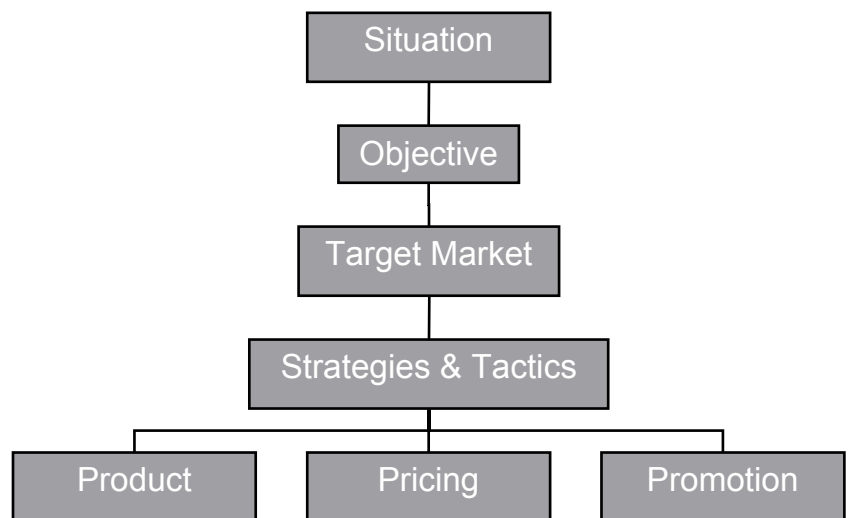 Situation
Objective
Target Market
Strategies & Tactics
Product
Pricing
Promotion